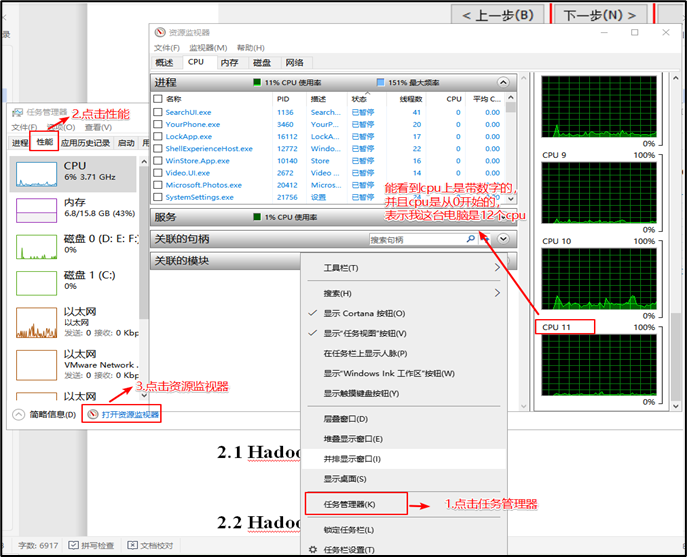 < 上一步(B)
下一步(N) >
资源监视器
文件(F) 监视器(M) 帮助(H)
概述 CPU 内存 磁盘 网络
进程 11% CPU 使用率 151% 最大频率
名称 PID 描述 状态 线程数 CPU 平均 C...
SearchUI.exe 1136 Search... 已暂停 41 0 0.00
YourPhone.exe 3460 YourP... 已暂停 20 0 0.00
LockApp.exe 16112 LockA... 已暂停 17 0 0.00
ShellExperienceHost.exe 12772 Windo... 已暂停 22 0 0.00
WinStore.App.exe 10140 Store 已暂停 16 0 0.00
Video.UI.exe 2672 Video ... 已暂停 14 0 0.00
Microsoft.Photos.exe 20412 Micros... 已暂停
SystemSettings.exe 21756 设置 已暂停
服务 1% CPU 使用率
关联的句柄 搜索句柄
关联的模块
0%
CPU 9 100%
0%
CPU 10 100%
0%
CPU 11 100%
0%
能看到cpu上是带数字的,
并且cpu是从0开始的,
表示我这台电脑是12个cpu
任务管理器
2.点击性能
文件(F) 选项(O) 查看(V)
进程 性能 应用历史记录 启动 用
CPU
6% 3.71 GHz
内存
6.8/15.8 GB (43%)
磁盘 0 (D: E: F:)
0%
磁盘 1 (C:)
0%
以太网
以太网
发送: 0 接收: 0 Kbp
以太网
VMware Network ...
发送: 0 接收: 0 Kbp
以太网
3.点击资源监视器
简略信息(D) 打开资源监视器
工具栏(T)
搜索(H)
显示 Cortana 按钮(O)
显示“任务视图”按钮(V)
在任务栏上显示人脉(P)
显示“Windows Ink 工作区”按钮(W)
显示触摸键盘按钮(Y)
层叠窗口(D)
堆叠显示窗口(E)
并排显示窗口(I)
显示桌面(S)
任务管理器(K)
1.点击任务管理器
锁定任务栏(L)
任务栏设置(T)
2.1 Hadoo
2.2 Hadoo
字数: 6917 拼写检查 文档校对